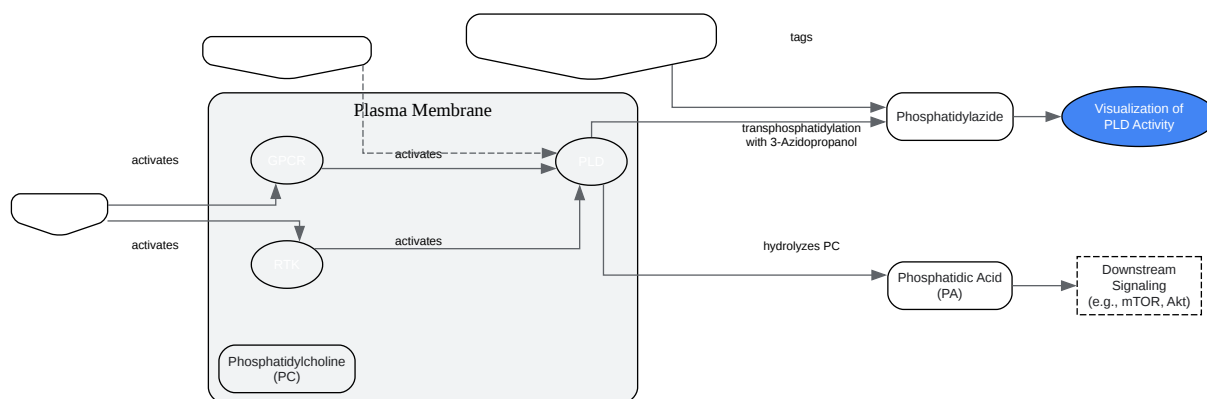 tags
Plasma Membrane
Phosphatidylazide
Visualization of
PLD Activity
transphosphatidylation
with 3-Azidopropanol
activates
GPCR
activates
PLD
activates
RTK
activates
hydrolyzes PC
Phosphatidic Acid
(PA)
Downstream
Signaling
(e.g., mTOR, Akt)
Phosphatidylcholine
(PC)